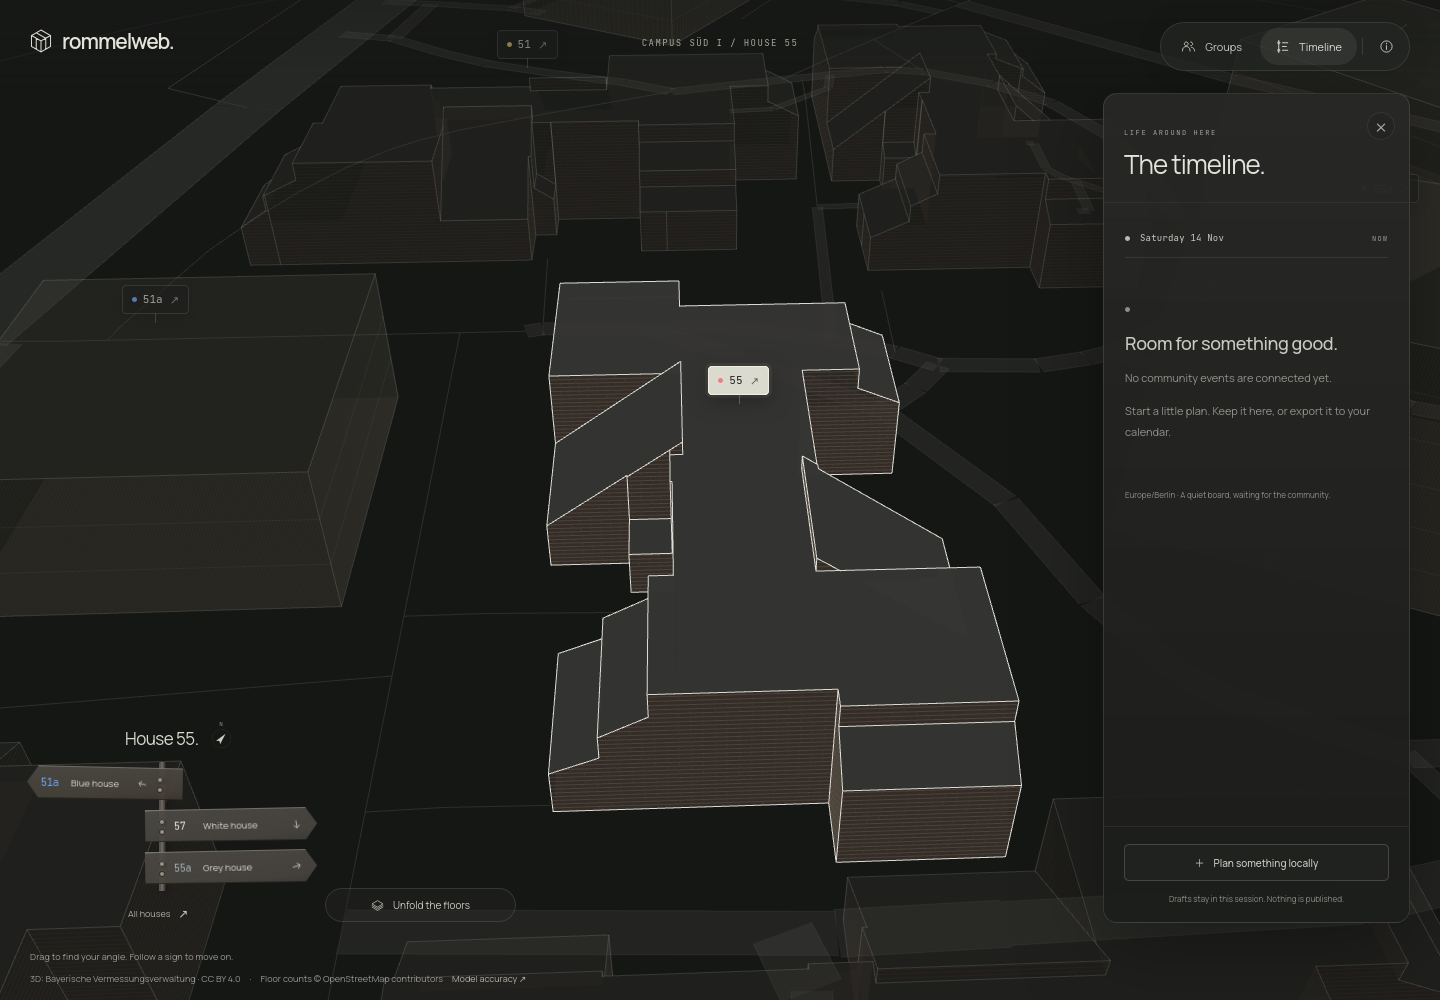 rommelweb.
51 ↗
CAMPUS SÜD I / HOUSE 55
Groups
Timeline
LIFE AROUND HERE
The timeline.
Saturday 14 Nov
NOW
51a ↗
Room for something good.
55 ↗
No community events are connected yet.
Start a little plan. Keep it here, or export it to your
calendar.
Europe/Berlin · A quiet board, waiting for the community.
N
House 55.
51a Blue house ←
57 White house ↓
55a Grey house →
All houses ↗
Unfold the floors
+ Plan something locally
Drafts stay in this session. Nothing is published.
Drag to find your angle. Follow a sign to move on.
3D: Bayerische Vermessungsverwaltung · CC BY 4.0 · Floor counts © OpenStreetMap contributors Model accuracy ↗